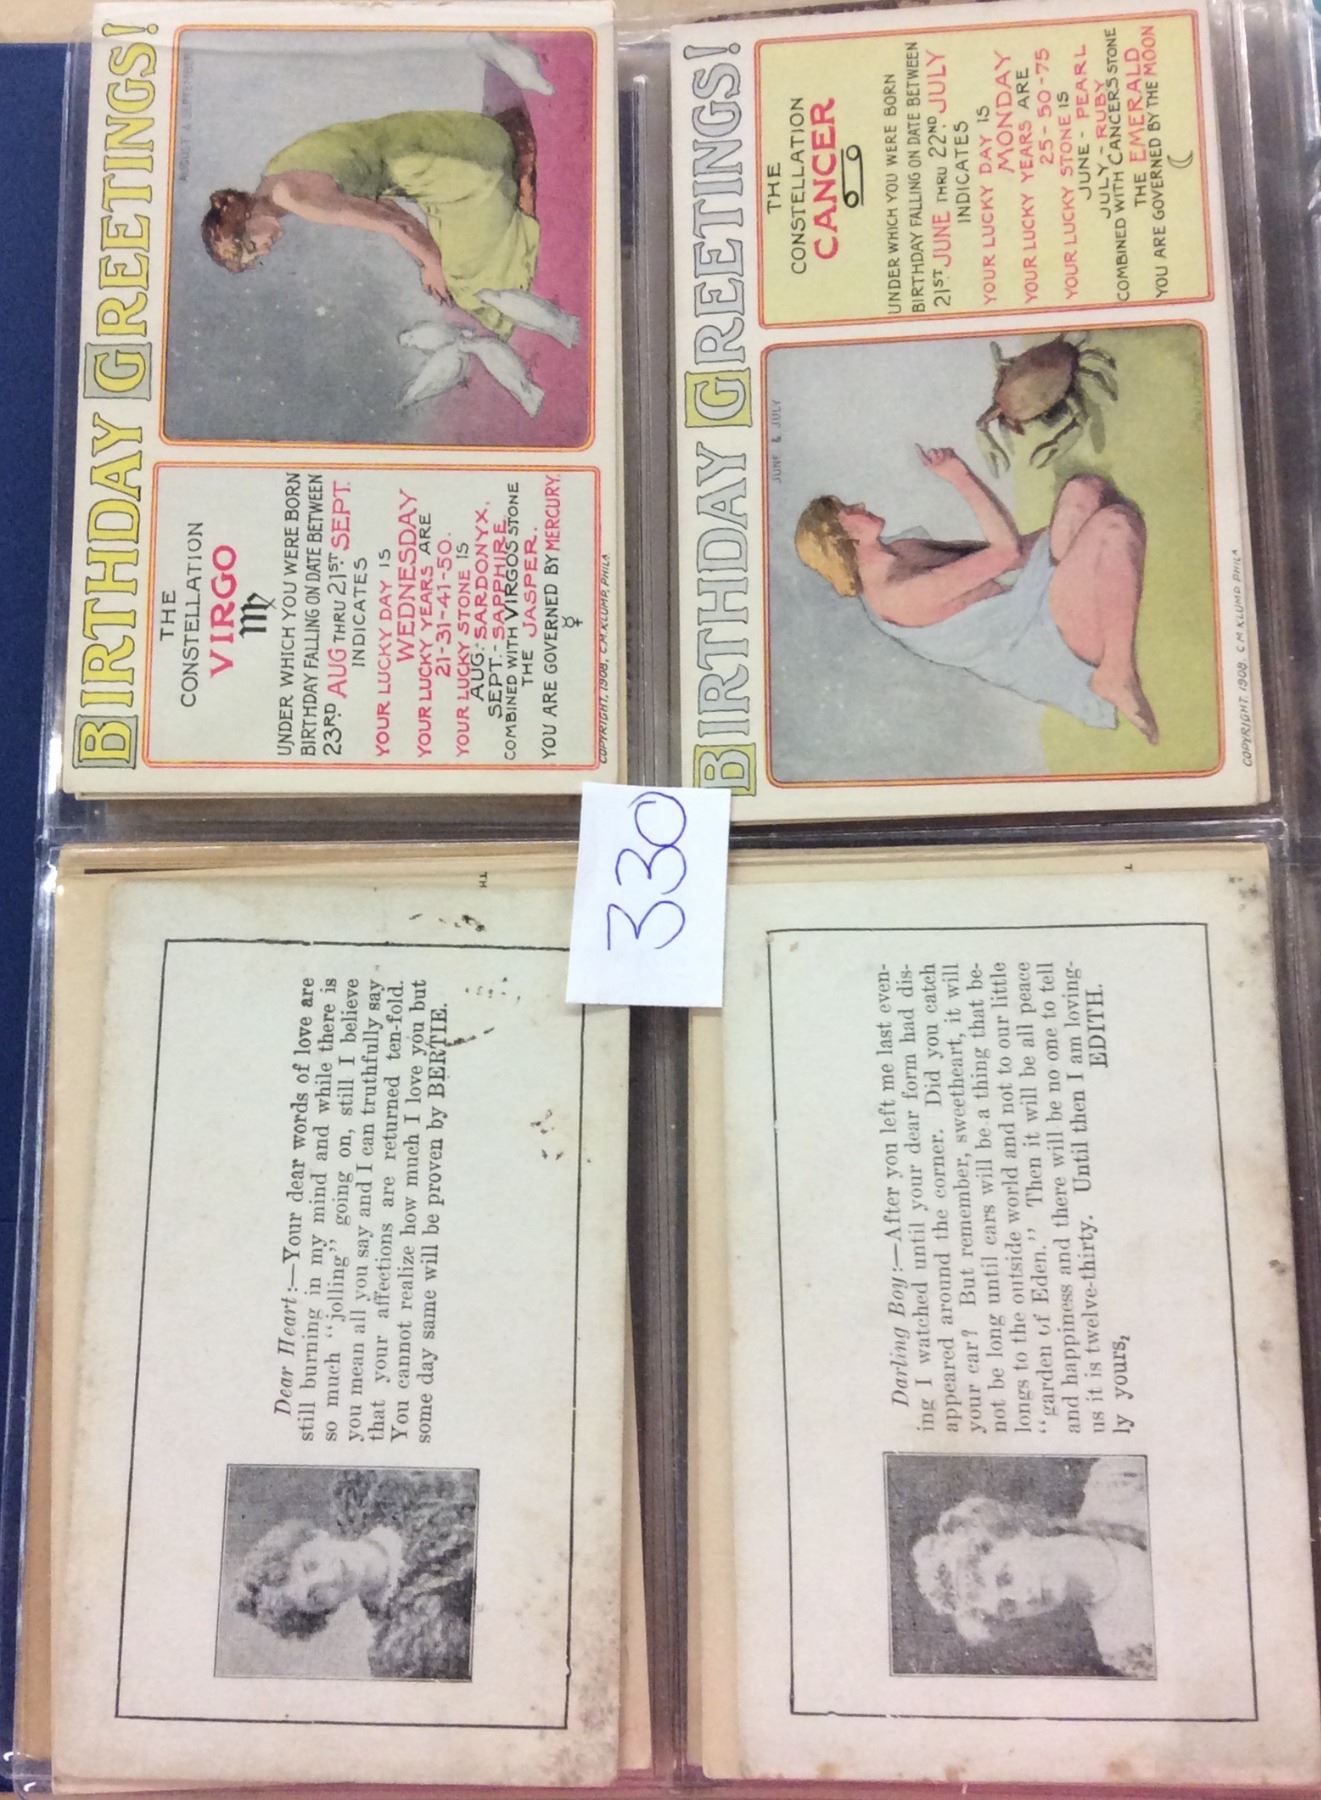 BIRTHDAY GREETINGS!
THE
CONSTELLATION
VIRGO
♍
UNDER WHICH YOU WERE BORN
BIRTHDAY FALLING ON DATE BETWEEN
23RD AUG THRU 21ST SEPT.
INDICATES
YOUR LUCKY DAY IS
WEDNESDAY
YOUR LUCKY YEARS ARE
21-31-41-50.
YOUR LUCKY STONE IS
AUG.- SARDONYX.
SEPT.- SAPPHIRE
COMBINED WITH VIRGOS STONE
THE JASPER.
YOU ARE GOVERNED BY MERCURY.
☿
COPYRIGHT, 1908, C.M.KLUMP, PHILA
AUGUST & SEPTEMBER
BIRTHDAY GREETINGS!
JUNE & JULY
THE
CONSTELLATION
CANCER
UNDER WHICH YOU WERE BORN
BIRTHDAY FALLING ON DATE BETWEEN
21ST JUNE THRU 22ND JULY
INDICATES
YOUR LUCKY DAY IS
MONDAY
YOUR LUCKY YEARS ARE
25-50-75
YOUR LUCKY STONE IS
JUNE - PEARL
JULY - RUBY
COMBINED WITH CANCERS STONE
THE EMERALD
YOU ARE GOVERNED BY THE MOON
☾
COPYRIGHT. 1908. C.M.KLUMP. PHILA
330
TH
Dear Heart:—Your dear words of love are
still burning in my mind and while there is
so much "jolling" going on, still I believe
you mean all you say and I can truthfully say
that your affections are returned ten-fold.
You cannot realize how much I love you but
some day same will be proven by BERTIE.
T
Darling Boy:—After you left me last even-
ing I watched until your dear form had dis-
appeared around the corner. Did you catch
your car? But remember, sweetheart, it will
not be long until cars will be a thing that be-
longs to the outside world and not to our little
"garden of Eden." Then it will be all peace
and happiness and there will be no one to tell
us it is twelve-thirty. Until then I am loving-
ly yours, EDITH.